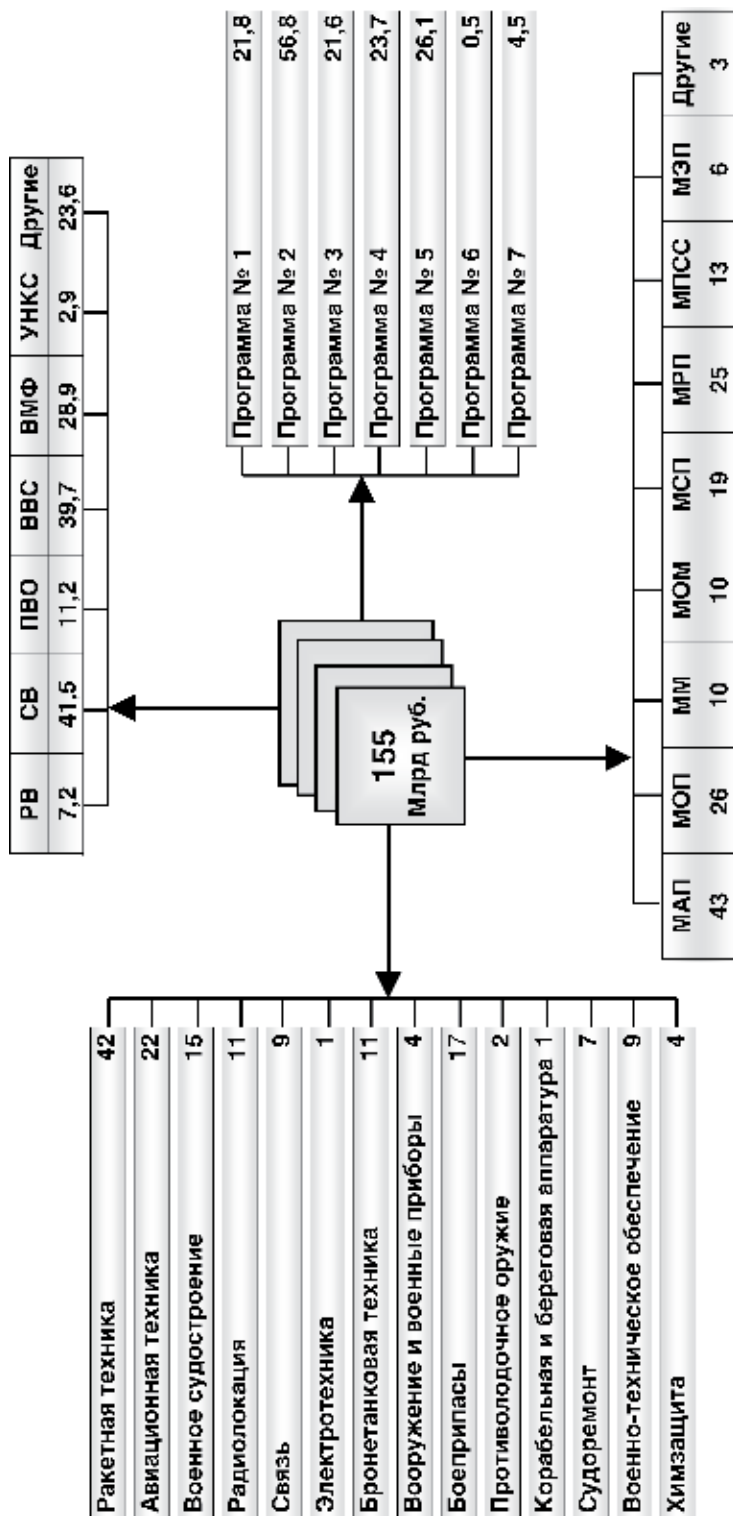 РВ СВ ПВО ВВС ВМФ УНКС Другие
7,2 41,5 11,2 39,7 28,9 2,9 23,6
Ракетная техника 42
Авиационная техника 22
Военное судостроение 15
Радиолокация 11
Связь 9
Электротехника 1
Бронетанковая техника 11
Вооружение и военные приборы 4
Боеприпасы 17
Противолодочное оружие 2
Корабельная и береговая аппаратура 1
Судоремонт 7
Военно-техническое обеспечение 9
Химзащита 4
155
Млрд руб.
Программа № 1 21,8
Программа № 2 56,8
Программа № 3 21,6
Программа № 4 23,7
Программа № 5 26,1
Программа № 6 0,5
Программа № 7 4,5
МАП МОП ММ МОМ МСП МРП МПСС МЭП Другие
43 26 10 10 19 25 13 6 3